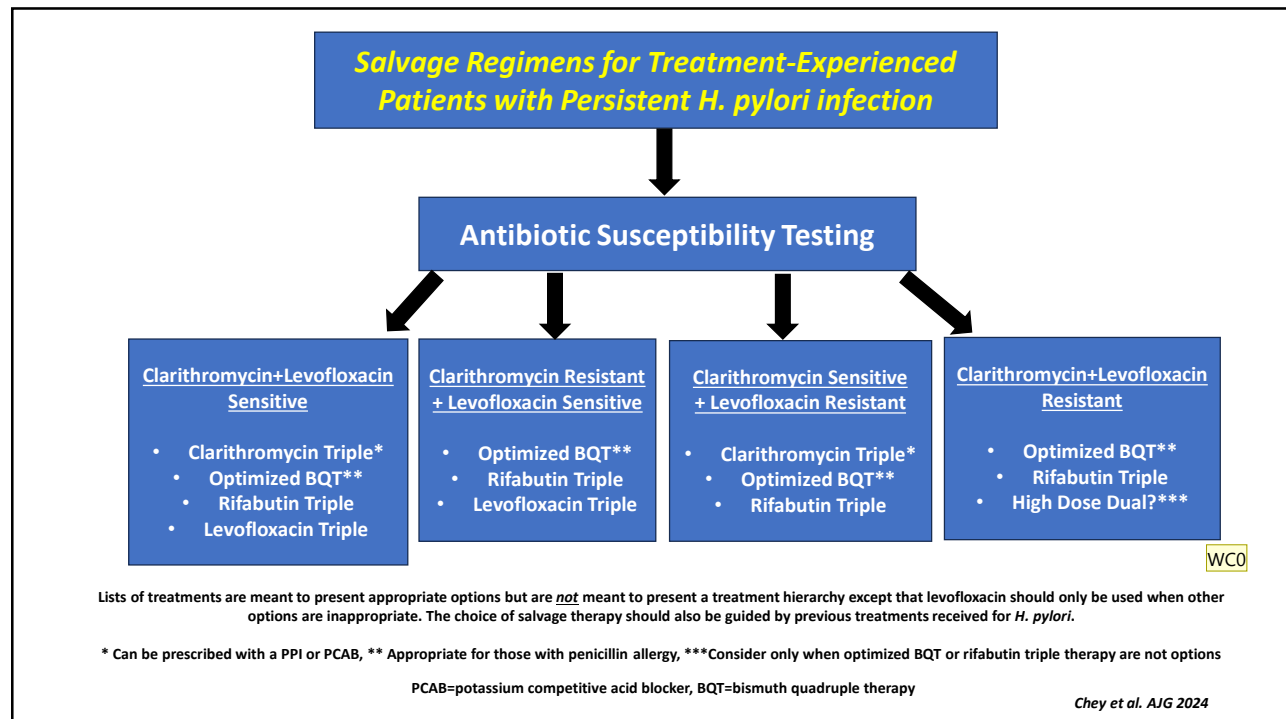 Salvage Regimens for Treatment-Experienced
Patients with Persistent H. pylori infection
Antibiotic Susceptibility Testing
Clarithromycin+Levofloxacin
Sensitive
• Clarithromycin Triple*
• Optimized BQT**
• Rifabutin Triple
• Levofloxacin Triple
Clarithromycin Resistant
+ Levofloxacin Sensitive
• Optimized BQT**
• Rifabutin Triple
• Levofloxacin Triple
Clarithromycin Sensitive
+ Levofloxacin Resistant
• Clarithromycin Triple*
• Optimized BQT**
• Rifabutin Triple
Clarithromycin+Levofloxacin
Resistant
• Optimized BQT**
• Rifabutin Triple
• High Dose Dual?***
WC0
Lists of treatments are meant to present appropriate options but are not meant to present a treatment hierarchy except that levofloxacin should only be used when other
options are inappropriate. The choice of salvage therapy should also be guided by previous treatments received for H. pylori.
* Can be prescribed with a PPI or PCAB, ** Appropriate for those with penicillin allergy, ***Consider only when optimized BQT or rifabutin triple therapy are not options
PCAB=potassium competitive acid blocker, BQT=bismuth quadruple therapy
Chey et al. AJG 2024